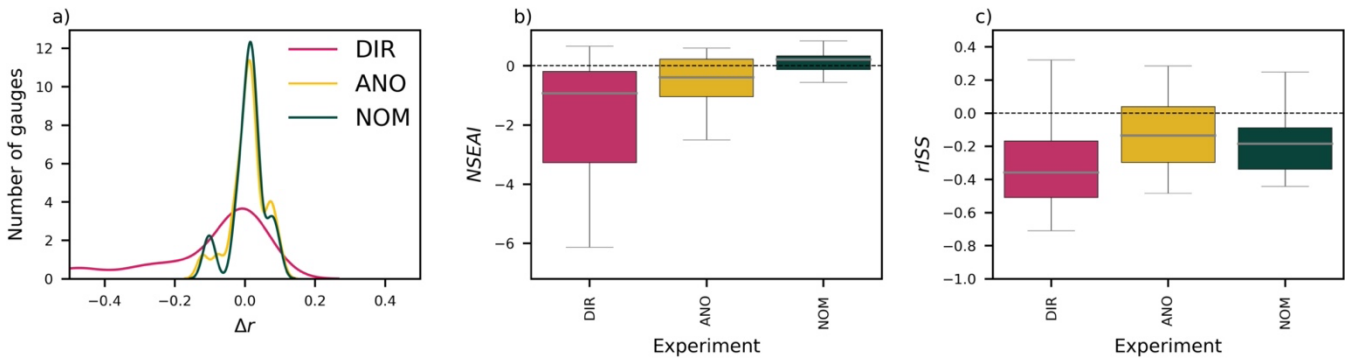 a)
Number of gauges
12
10
8
6
4
2
0
−0.4
−0.2
0.0
0.2
0.4
Δr
DIR
ANO
NOM
b)
NSEAI
0
−2
−4
−6
DIR
ANO
NOM
Experiment
c)
rISS
0.4
0.2
0.0
−0.2
−0.4
−0.6
−0.8
−1.0
DIR
ANO
NOM
Experiment